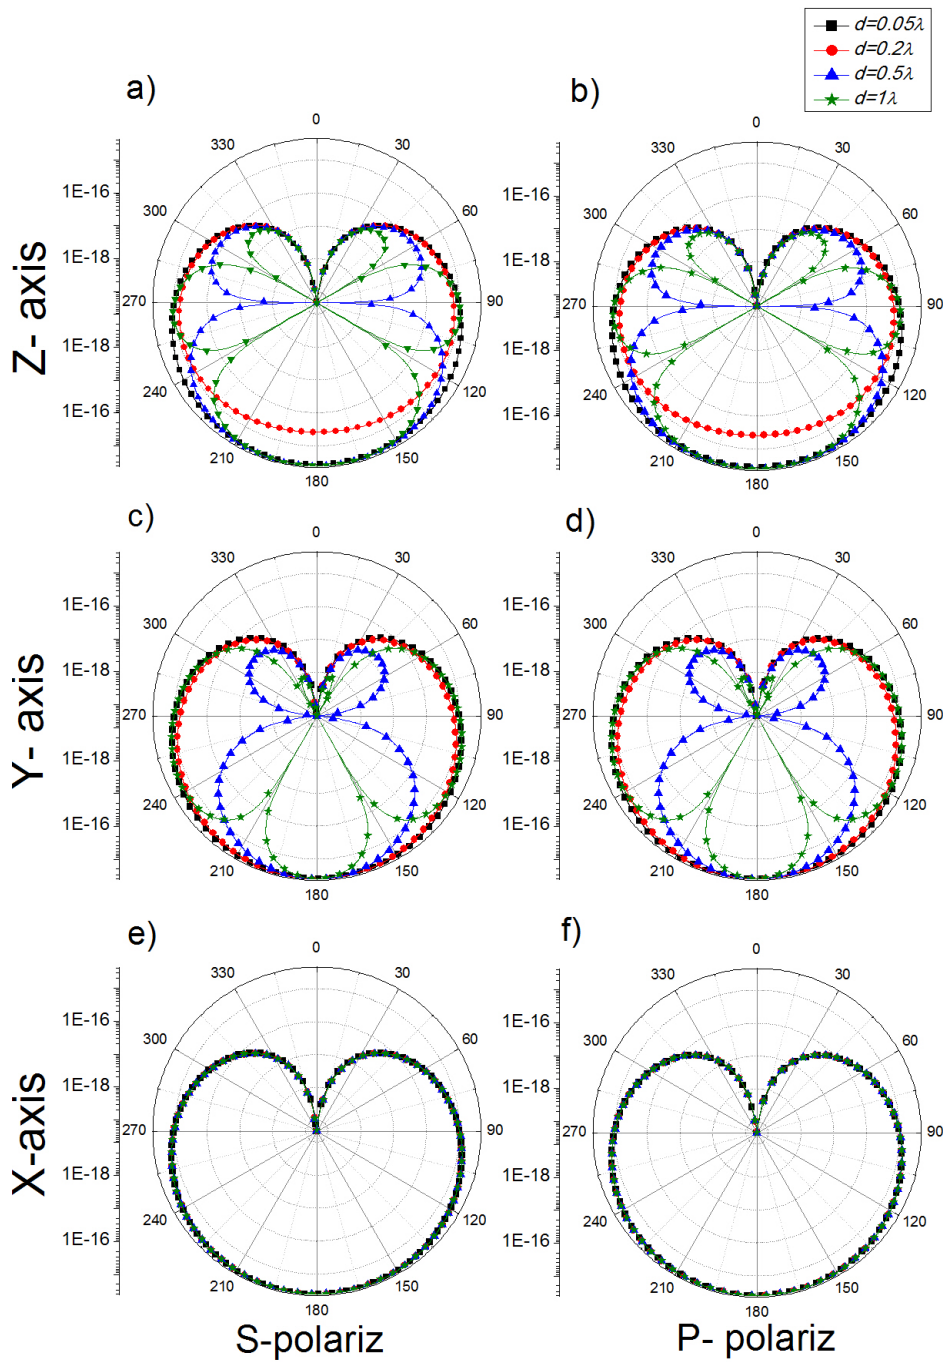 d=0.05λ
d=0.2λ
d=0.5λ
d=1λ
a)
b)
0
0
330
30
330
30
1E-16
1E-16
300
60
300
60
1E-18
1E-18
Z- axis
270
90
270
90
1E-18
1E-18
240
120
240
120
1E-16
1E-16
210
150
210
150
180
180
c)
d)
0
0
330
30
330
30
1E-16
1E-16
300
60
300
60
1E-18
1E-18
Y- axis
270
90
270
90
1E-18
1E-18
240
120
240
120
1E-16
1E-16
210
150
210
150
180
180
e)
f)
0
0
330
30
330
30
1E-16
1E-16
300
60
300
60
1E-18
1E-18
X-axis
270
90
270
90
1E-18
1E-18
240
120
240
120
1E-16
1E-16
210
150
210
150
180
180
S-polariz
P- polariz